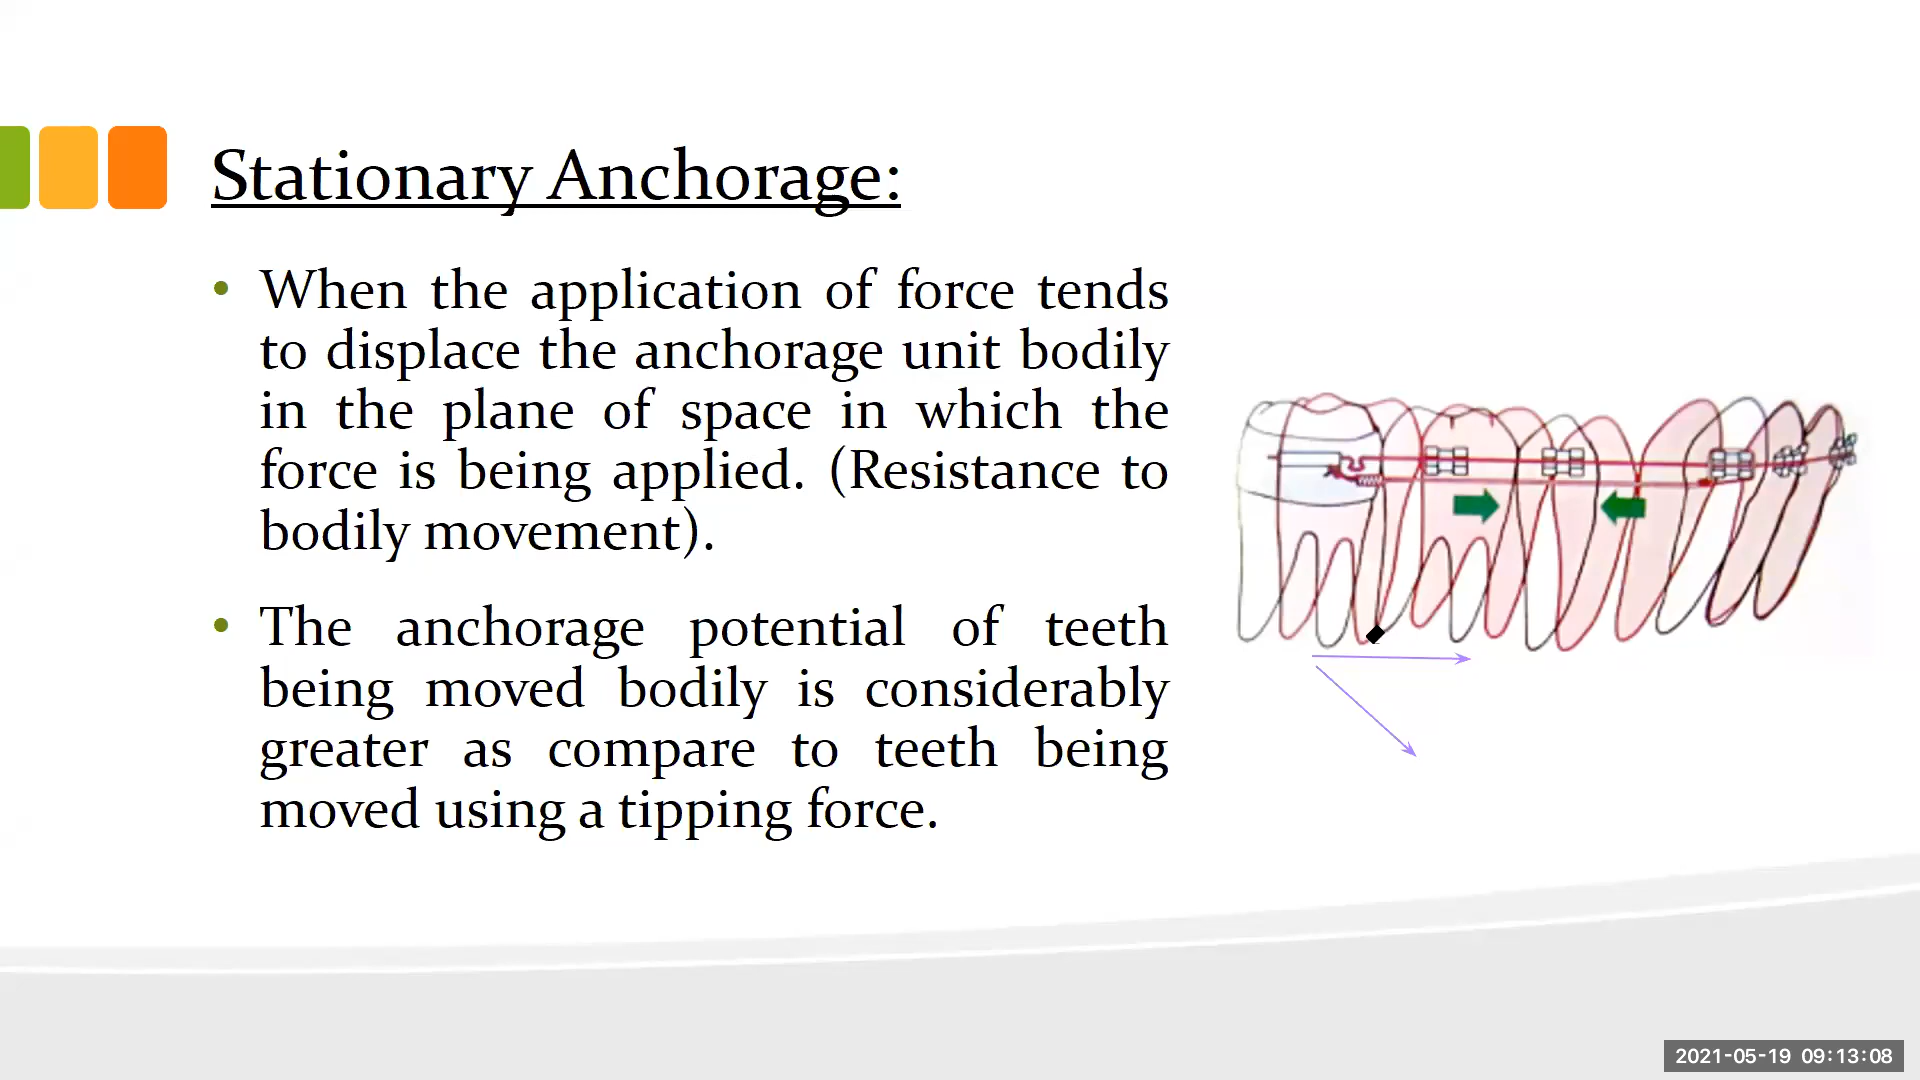 Stationary Anchorage:
• When the application of force tends
to displace the anchorage unit bodily
in the plane of space in which the
force is being applied. (Resistance to
bodily movement).
• The anchorage potential of teeth
being moved bodily is considerably
greater as compare to teeth being
moved using a tipping force.
2021-05-19 09:13:08